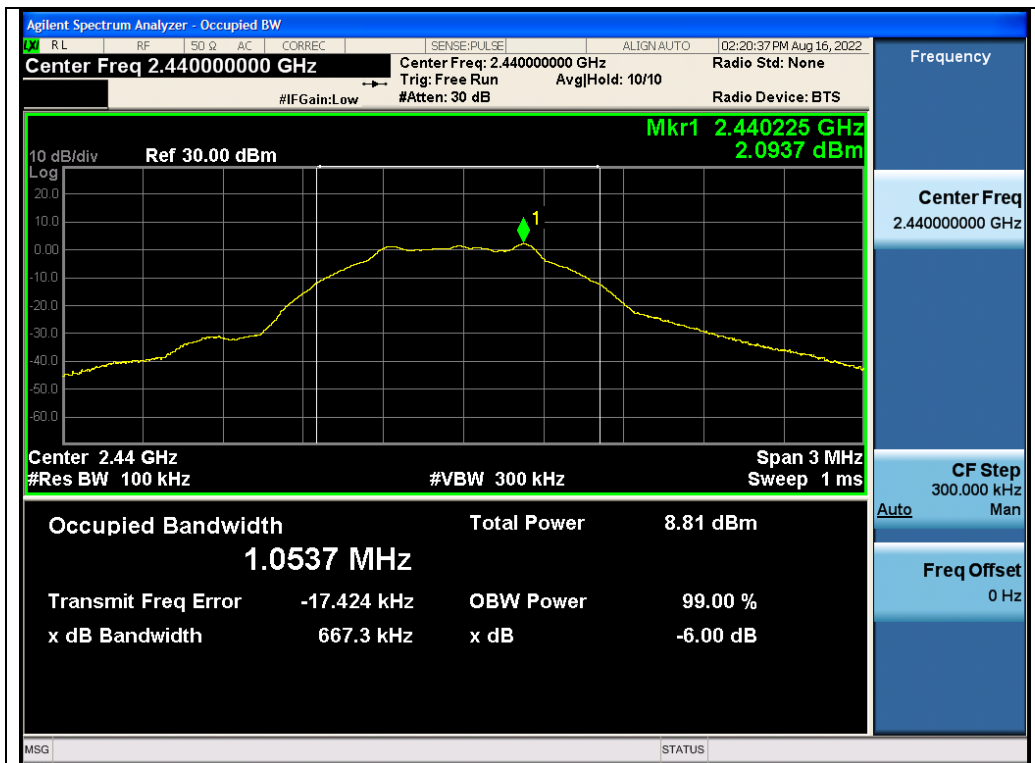 Agilent Spectrum Analyzer - Occupied BW
LXI RL RF 50 Ω AC CORREC SENSE:PULSE ALIGN AUTO 02:20:37 PM Aug 16, 2022
Center Freq 2.440000000 GHz
Center Freq: 2.440000000 GHz
Radio Std: None
Trig: Free Run Avg|Hold: 10/10
#IFGain:Low
#Atten: 30 dB
Radio Device: BTS
Mkr1 2.440225 GHz
2.0937 dBm
10 dB/div Ref 30.00 dBm
Log
20.0
10.0
0.00
-10.0
-20.0
-30.0
-40.0
-50.0
-60.0
1
Center 2.44 GHz
Span 3 MHz
#Res BW 100 kHz
#VBW 300 kHz
Sweep 1 ms
Occupied Bandwidth
1.0537 MHz
Total Power 8.81 dBm
Transmit Freq Error -17.424 kHz
OBW Power 99.00 %
x dB Bandwidth 667.3 kHz
x dB -6.00 dB
Frequency
Center Freq
2.440000000 GHz
CF Step
300.000 kHz
Auto Man
Freq Offset
0 Hz
MSG
STATUS